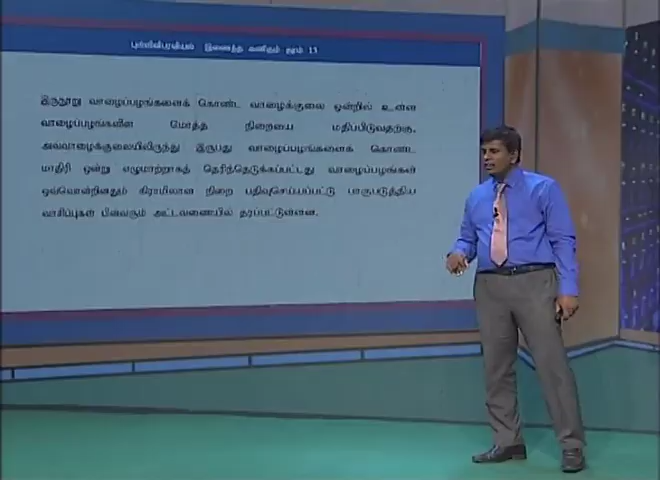 புள்ளிவிபரவியல் இணைந்த கணிதம் தரம் 13
இருநூறு வாழைப்பழங்களைக் கொண்ட வாழைக்குலை ஒன்றில் உள்ள
வாழைப்பழங்களின் மொத்த நிறையை மதிப்பிடுவதற்கு,
அவ்வாழைக்குலையிலிருந்து இருபது வாழைப்பழங்களைக் கொண்ட
மாதிரி ஒன்று எழுமாற்றாகத் தெரிந்தெடுக்கப்பட்டது வாழைப்பழங்கள்
ஒவ்வொன்றினதும் கிராமிலான நிறை பதிவுசெய்யப்பட்டு பாகுபடுத்திய
வாசிப்புகள் பின்வரும் அட்டவணையில் தரப்பட்டுள்ளன.